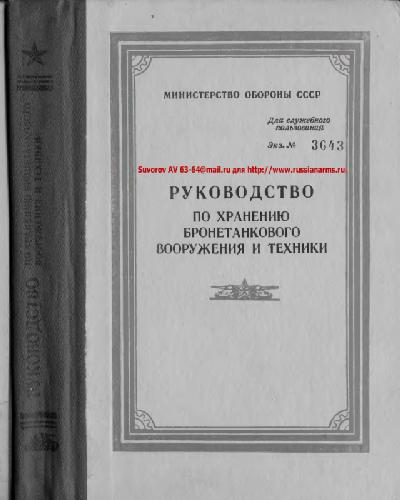 РУКОВОДСТВО
ПО ХРАНЕНИЮ БРОНЕТАНКОВОГО
ВООРУЖЕНИЯ И ТЕХНИКИ
МИНИСТЕРСТВО ОБОРОНЫ СССР
Для служебного
пользования
Экз. № 3643
Suvorov AV 63-64@mail.ru для http://www.russianarms.ru
РУКОВОДСТВО
ПО ХРАНЕНИЮ
БРОНЕТАНКОВОГО
ВООРУЖЕНИЯ И ТЕХНИКИ